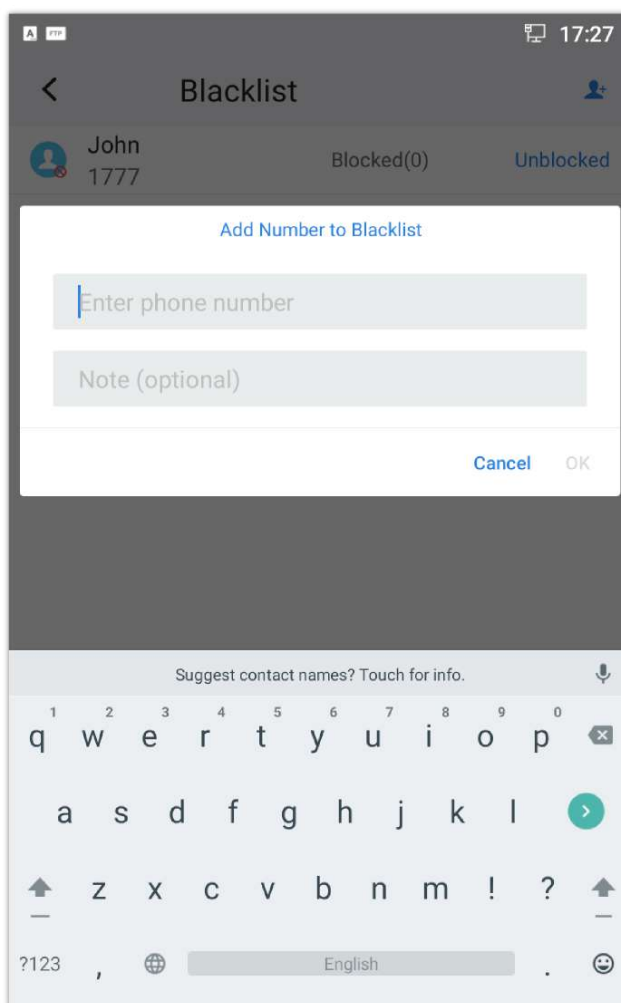 A FTP 17:27
Blacklist
John
1777
Blocked(0) Unblocked
Add Number to Blacklist
Enter phone number
Note (optional)
Cancel OK
Suggest contact names? Touch for info.
1 2 3 4 5 6 7 8 9 0
q w e r t y u i o p
a s d f g h j k l
z x c v b n m ! ?
?123 , English .